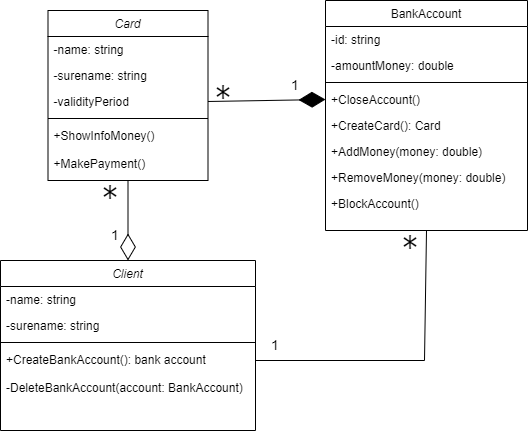 Card
-name: string
-surename: string
-validityPeriod
+ShowInfoMoney()
+MakePayment()
BankAccount
-id: string
-amountMoney: double
+CloseAccount()
+CreateCard(): Card
+AddMoney(money: double)
+RemoveMoney(money: double)
+BlockAccount()
*
1
*
1
*
1
Client
-name: string
-surename: string
+CreateBankAccount(): bank account
-DeleteBankAccount(account: BankAccount)